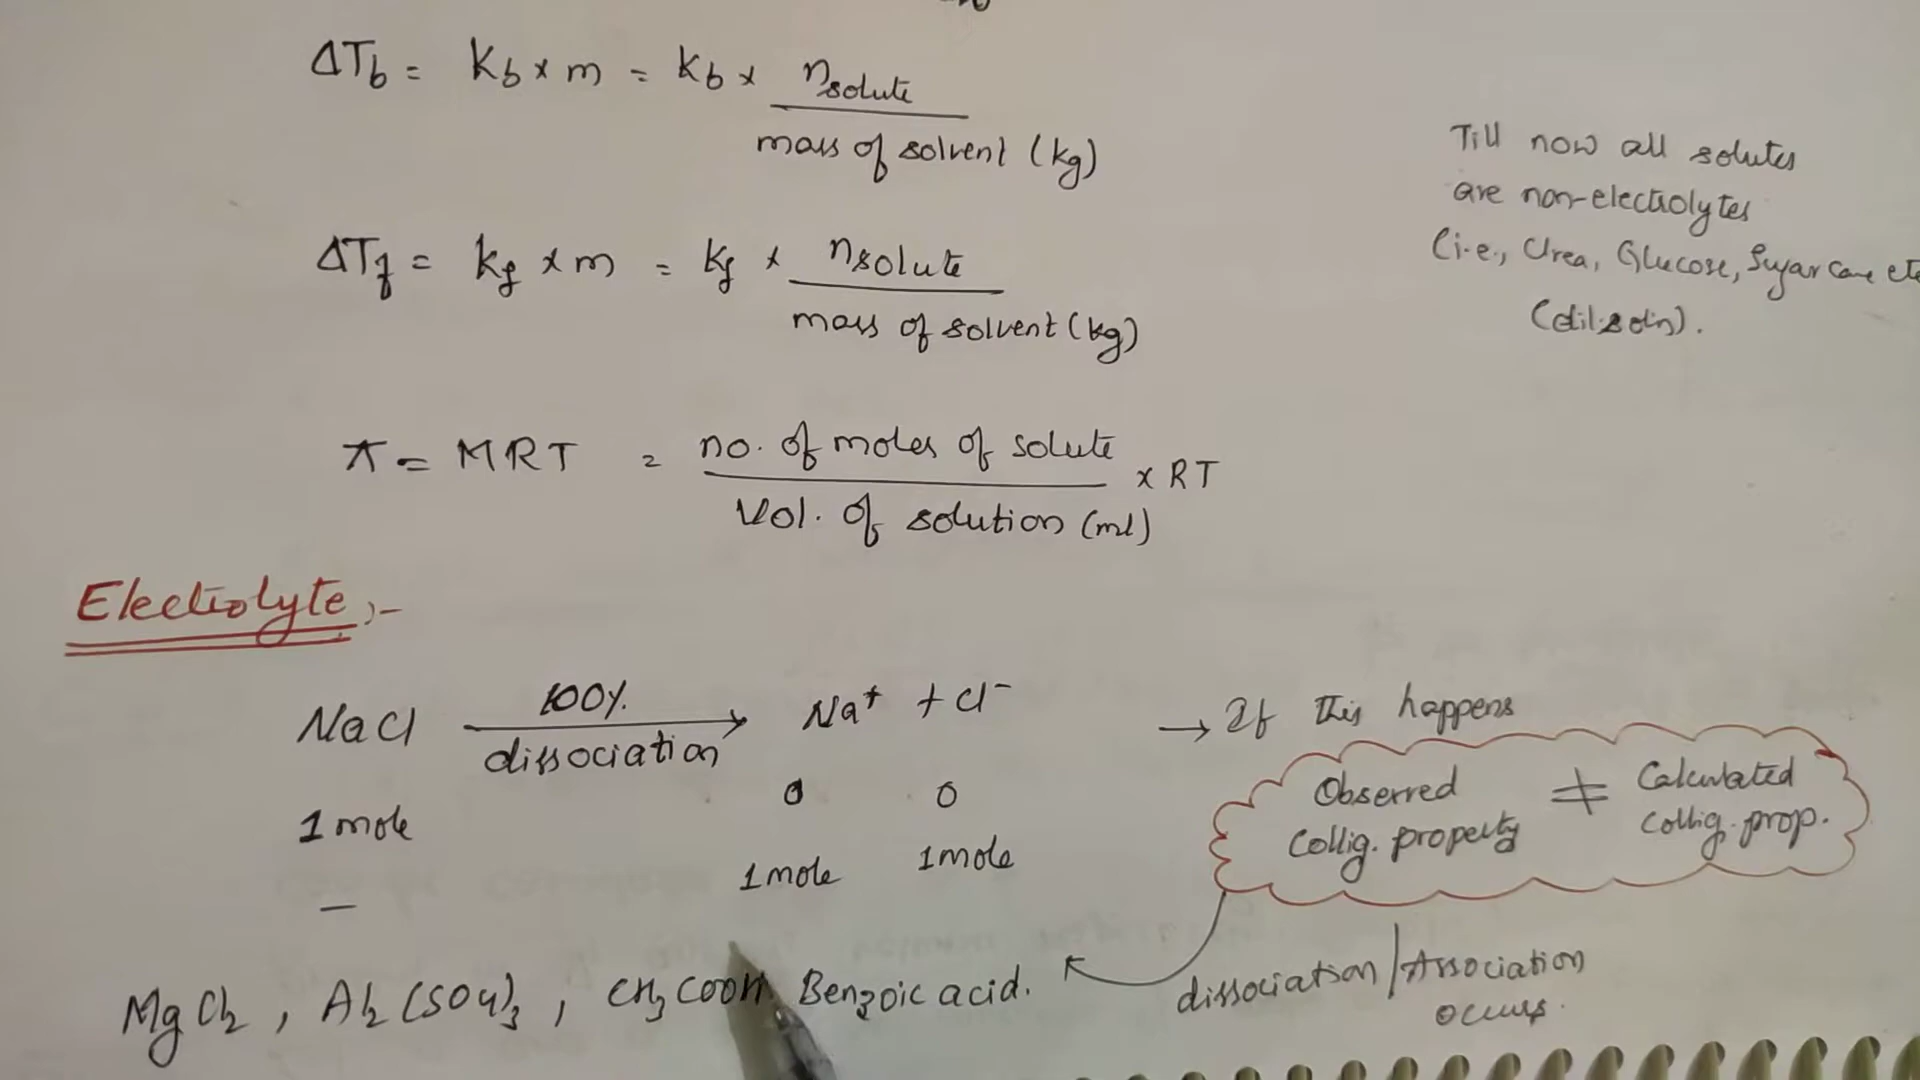 ΔTb = Kb × m = Kb × nsolute / mass of solvent (kg)
Till now all solutes
are non-electrolytes
(i.e., Urea, Glucose, Sugar cane etc
(dil. soln).
ΔTf = kf × m = kf × nsolute / mass of solvent (kg)
π = MRT = no. of moles of solute / Vol. of solution (ml) × RT
Electrolyte :-
NaCl 100% dissociation → Na⁺ + Cl⁻
1 mole 0 0
— 1 mole 1 mole
→ If this happens
Observed Collig. property ≠ Calculated Collig. prop.
dissociation / Association
occurs.
MgCl₂ , Al₂(SO₄)₃ , CH₃COOH Benzoic acid.